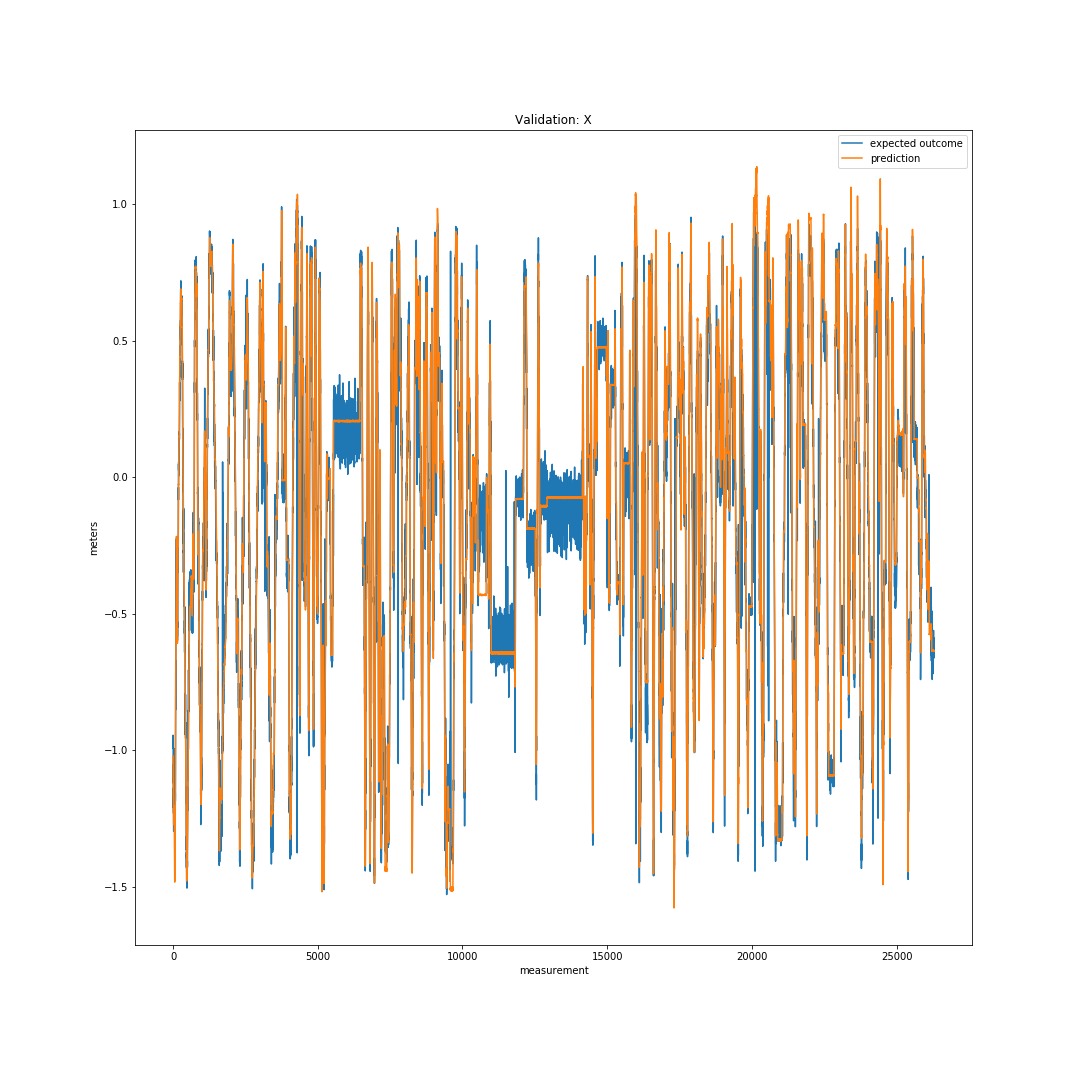 Validation: X
expected outcome
prediction
1.0
0.5
0.0
−0.5
−1.0
−1.5
meters
0 5000 10000 15000 20000 25000
measurement